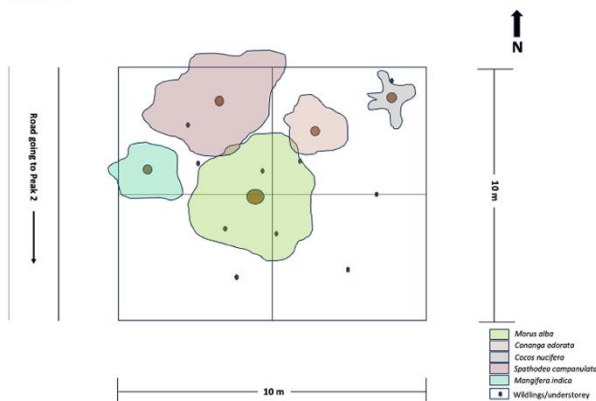 N
Road going to Peak 2
10 m
Morus alba
Cananga odorata
Cocos nucifera
Spathodea campanulata
Mangifera indica
Wildlings/understorey
10 m